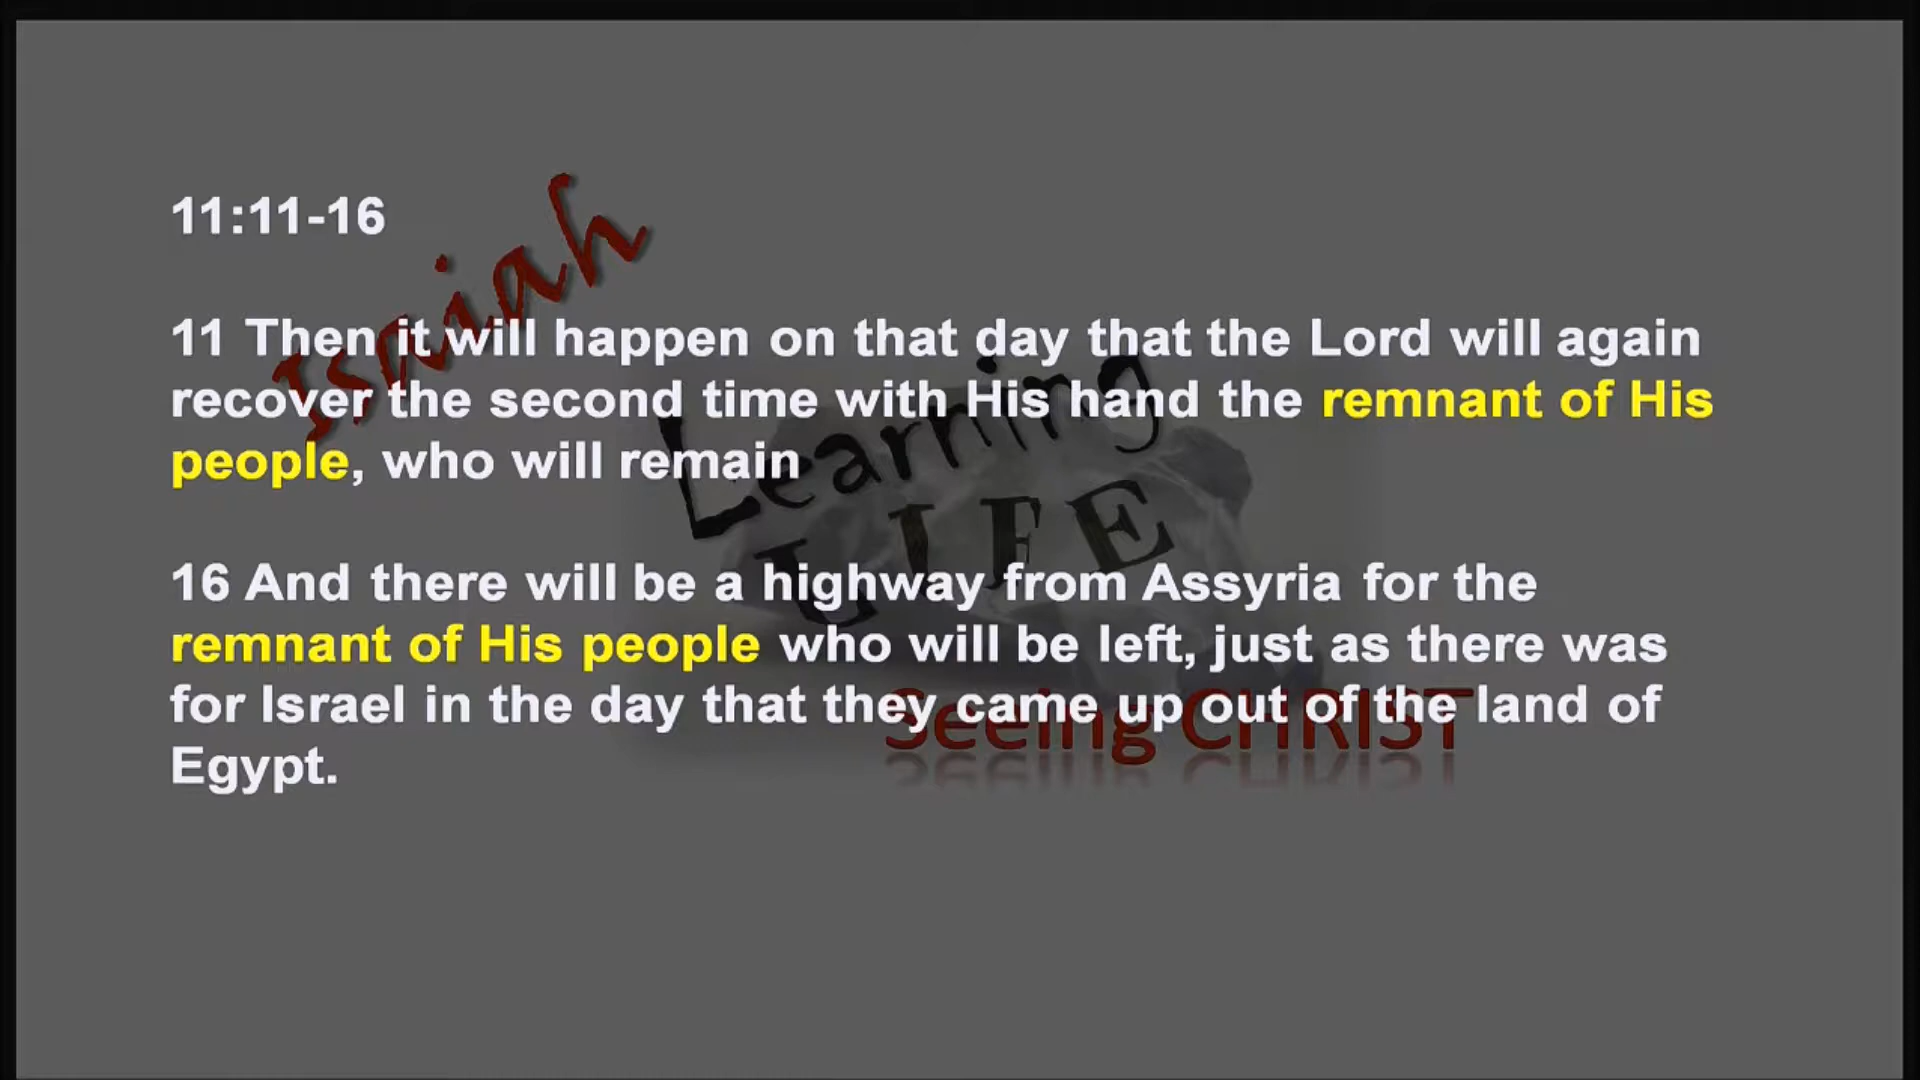 11:11-16
Isaiah
11 Then it will happen on that day that the Lord will again
recover the second time with His hand the remnant of His
people, who will remain
Learning
LIFE
16 And there will be a highway from Assyria for the
remnant of His people who will be left, just as there was
for Israel in the day that they came up out of the land of
Egypt.
Seeing CHRIST